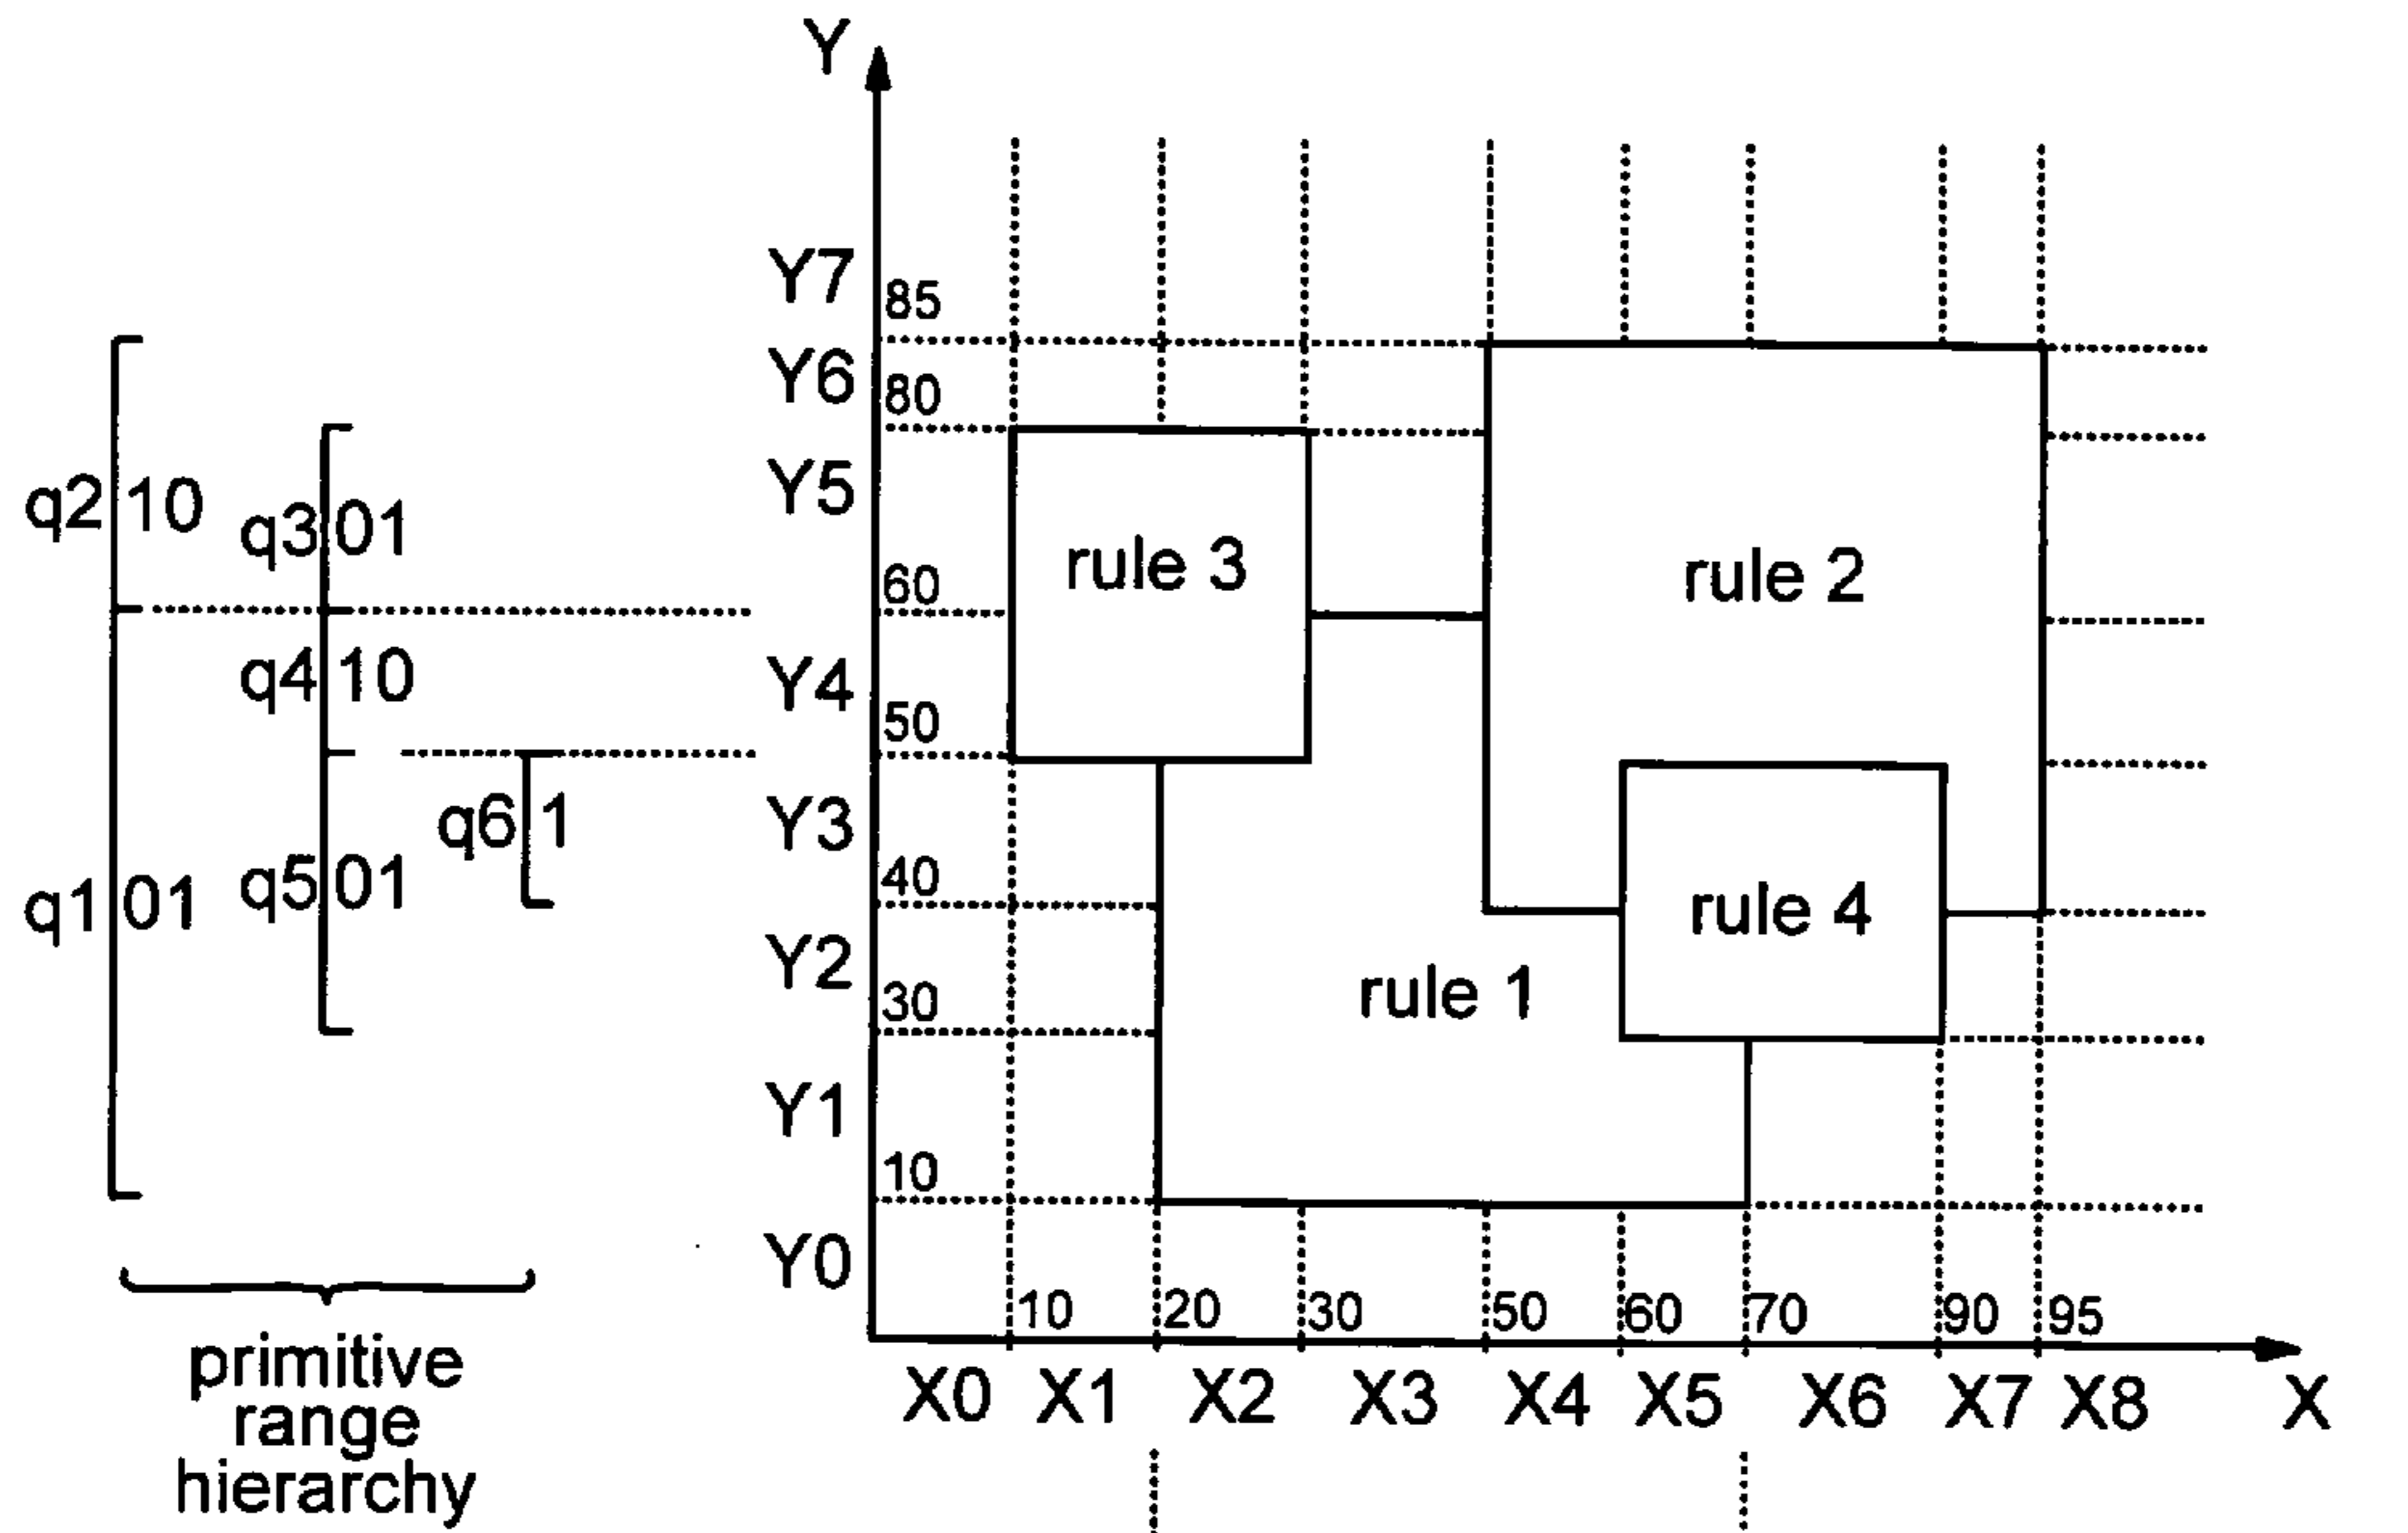 Y
Y7
85
Y6
80
q2 10
q3 01
Y5
rule 3
rule 2
60
q4 10
Y4
50
q6 1
Y3
40
q1 01
q5 01
rule 4
Y2
rule 1
30
Y1
10
Y0
10 20 30 50 60 70 90 95
X0 X1 X2 X3 X4 X5 X6 X7 X8 X
primitive
range
hierarchy